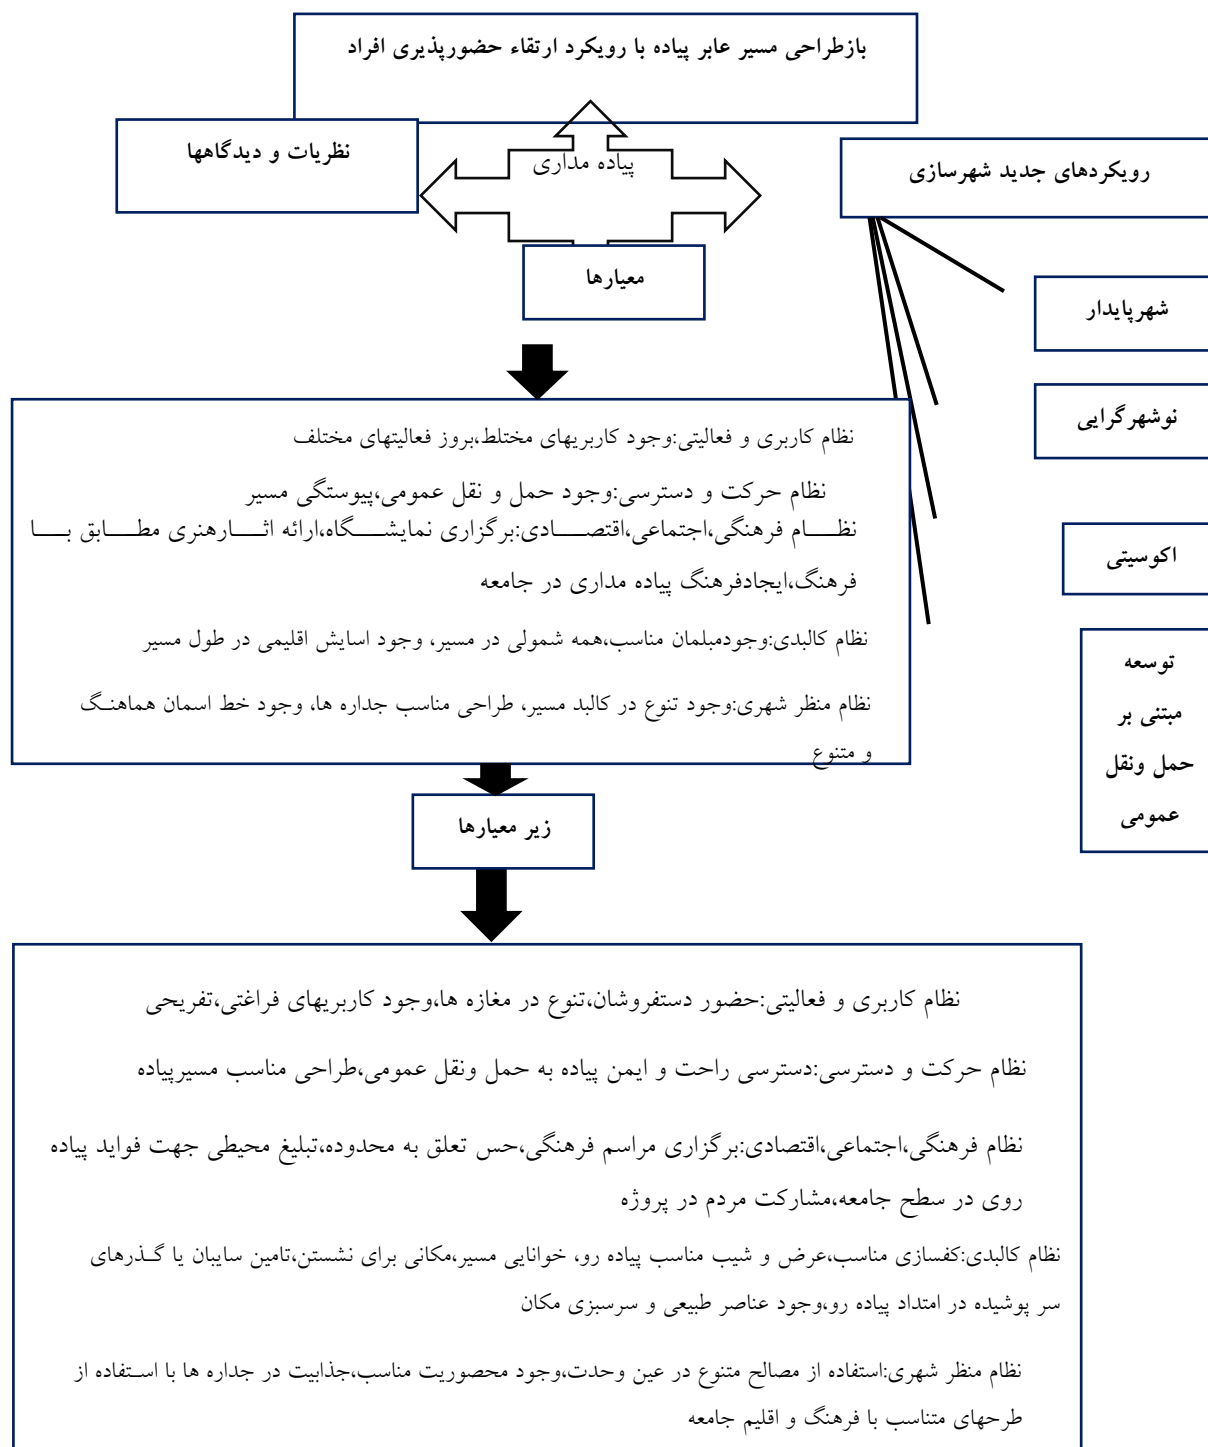 بازطراحی مسیر عابر پیاده با رویکرد ارتقاء حضورپذیری افراد
نظریات و دیدگاهها
پیاده مداری
رویکردهای جدید شهرسازی
معیارها
شهرپایدار
نوشهرگرایی
اکوسیتی
توسعه
مبتنی بر
حمل ونقل
عمومی
نظام کاربری و فعالیتی:وجود کاربریهای مختلط،بروز فعالیتهای مختلف
نظام حرکت و دسترسی:وجود حمل و نقل عمومی،پیوستگی مسیر
نظام فرهنگی،اجتماعی،اقتصادی:برگزاری نمایشگاه،ارائه اثارهنری مطابق با
فرهنگ،ایجادفرهنگ پیاده مداری در جامعه
نظام کالبدی:وجودمبلمان مناسب،همه شمولی در مسیر، وجود اسایش اقلیمی در طول مسیر
نظام منظر شهری:وجود تنوع در کالبد مسیر، طراحی مناسب جداره ها، وجود خط اسمان هماهنگ
و متنوع
زیر معیارها
نظام کاربری و فعالیتی:حضور دستفروشان،تنوع در مغازه ها،وجود کاربریهای فراغتی،تفریحی
نظام حرکت و دسترسی:دسترسی راحت و ایمن پیاده به حمل ونقل عمومی،طراحی مناسب مسیرپیاده
نظام فرهنگی،اجتماعی،اقتصادی:برگزاری مراسم فرهنگی،حس تعلق به محدوده،تبلیغ محیطی جهت فواید پیاده
روی در سطح جامعه،مشارکت مردم در پروژه
نظام کالبدی:کفسازی مناسب،عرض و شیب مناسب پیاده رو، خوانایی مسیر،مکانی برای نشستن،تامین سایبان یا گذرهای
سر پوشیده در امتداد پیاده رو،وجود عناصر طبیعی و سرسبزی مکان
نظام منظر شهری:استفاده از مصالح متنوع در عین وحدت،وجود محصوریت مناسب،جذابیت در جداره ها با استفاده از
طرحهای متناسب با فرهنگ و اقلیم جامعه